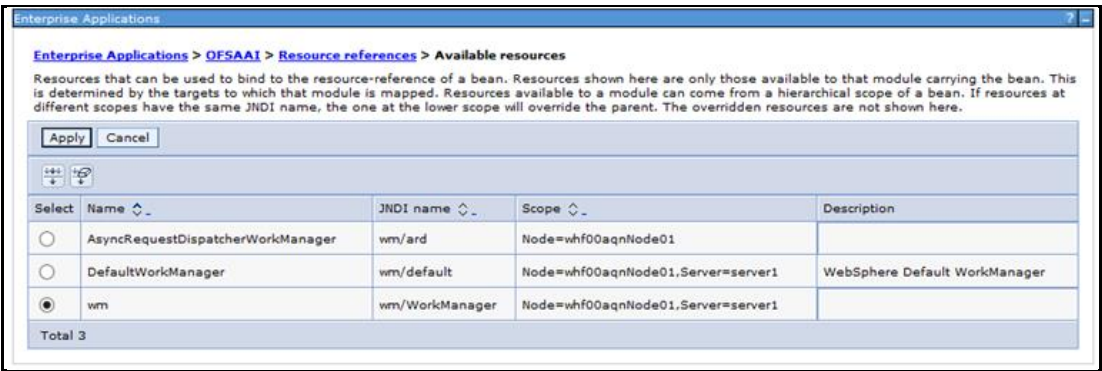 Enterprise Applications ? -
Enterprise Applications > OFSAAI > Resource references > Available resources
Resources that can be used to bind to the resource-reference of a bean. Resources shown here are only those available to that module carrying the bean. This
is determined by the targets to which that module is mapped. Resources available to a module can come from a hierarchical scope of a bean. If resources at
different scopes have the same JNDI name, the one at the lower scope will override the parent. The overridden resources are not shown here.
Apply Cancel
Select Name JNDI name Scope Description
AsyncRequestDispatcherWorkManager wm/ard Node=whf00aqnNode01
DefaultWorkManager wm/default Node=whf00aqnNode01,Server=server1 WebSphere Default WorkManager
wm wm/WorkManager Node=whf00aqnNode01,Server=server1
Total 3